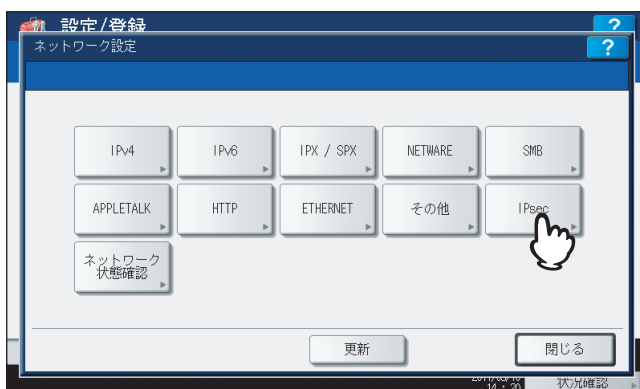 設定/登録
?
ネットワーク設定
?
IPv4
IPv6
IPX / SPX
NETWARE
SMB
APPLETALK
HTTP
ETHERNET
その他
IPsec
ネットワーク
状態確認
更新
閉じる
14 : 20
状況確認